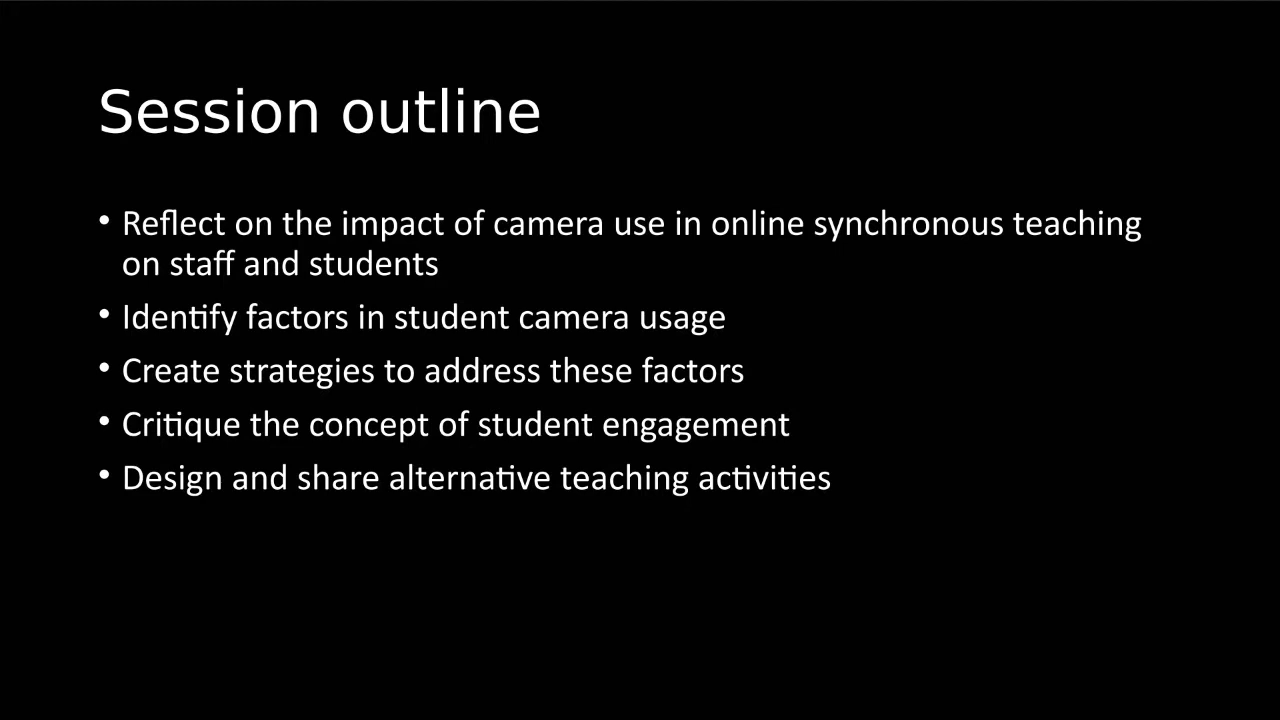 Session outline
• Reflect on the impact of camera use in online synchronous teaching
on staff and students
• Identify factors in student camera usage
• Create strategies to address these factors
• Critique the concept of student engagement
• Design and share alternative teaching activities